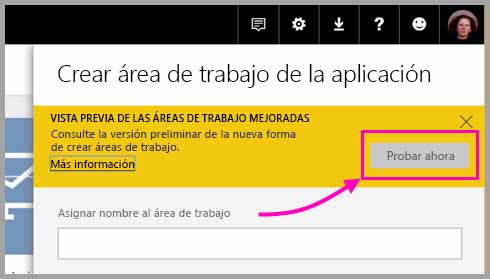 Crear área de trabajo de la aplicación
VISTA PREVIA DE LAS ÁREAS DE TRABAJO MEJORADAS
Consulte la versión preliminar de la nueva forma
de crear áreas de trabajo.
Más información
Probar ahora
Asignar nombre al área de trabajo